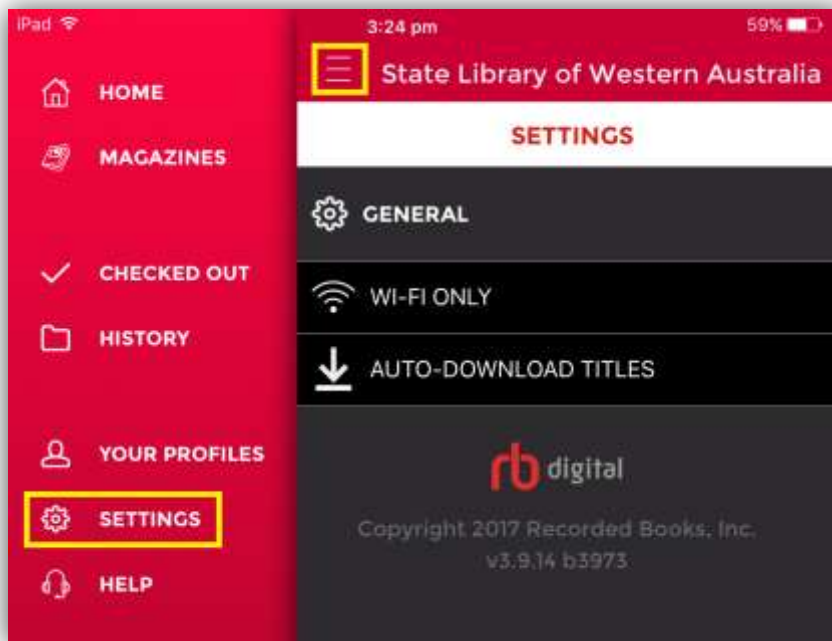 iPad
3:24 pm
59%
HOME
MAGAZINES
CHECKED OUT
HISTORY
YOUR PROFILES
SETTINGS
HELP
State Library of Western Australia
SETTINGS
GENERAL
WI-FI ONLY
AUTO-DOWNLOAD TITLES
rb digital
Copyright 2017 Recorded Books, Inc.
v3.9.14 b3973